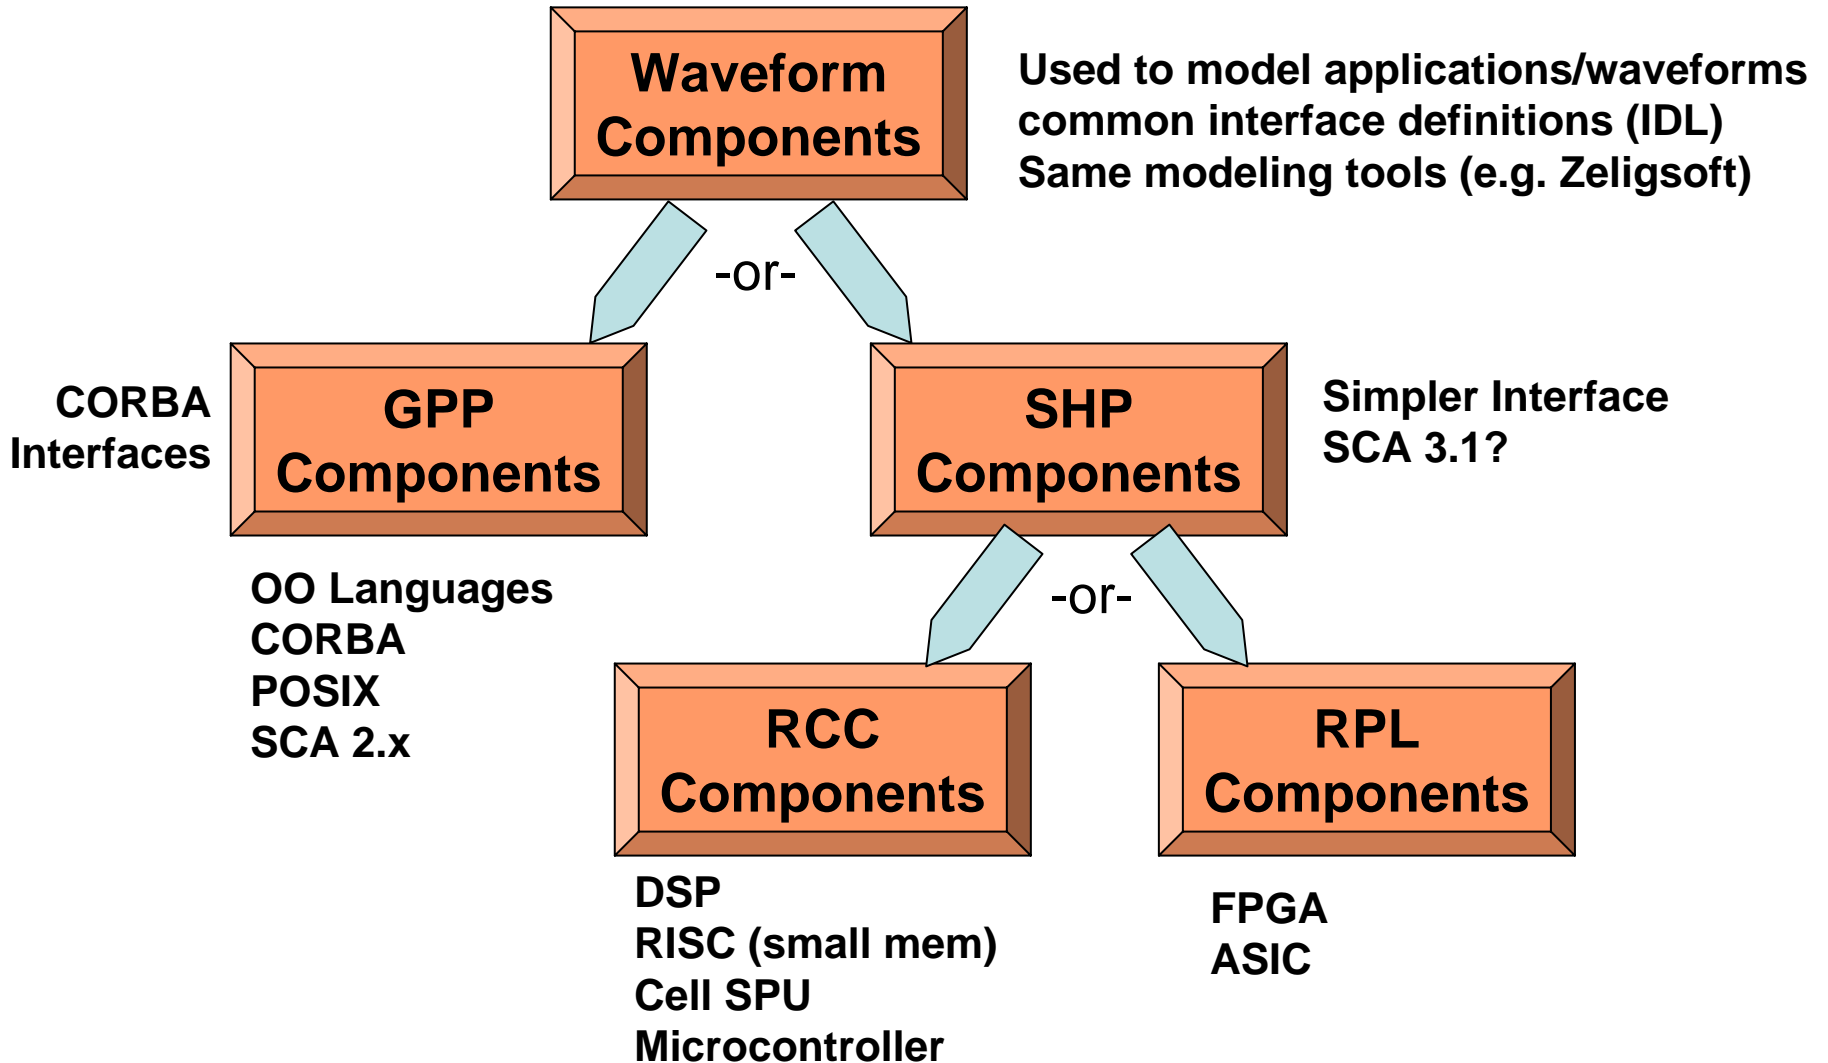 Waveform
Components
Used to model applications/waveforms
common interface definitions (IDL)
Same modeling tools (e.g. Zeligsoft)
-or-
CORBA
Interfaces
GPP
Components
SHP
Components
Simpler Interface
SCA 3.1?
OO Languages
CORBA
POSIX
SCA 2.x
-or-
RCC
Components
RPL
Components
DSP
RISC (small mem)
Cell SPU
Microcontroller
FPGA
ASIC